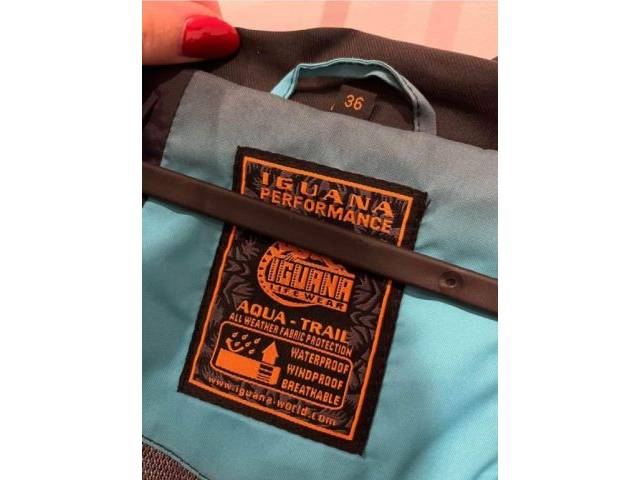 36
IGUANA
PERFORMANCE
IGUANA
LIFE WEAR
AQUA - TRAIL
ALL WEATHER FABRIC PROTECTION
WATERPROOF
WINDPROOF
BREATHABLE
www.iguana-world.com